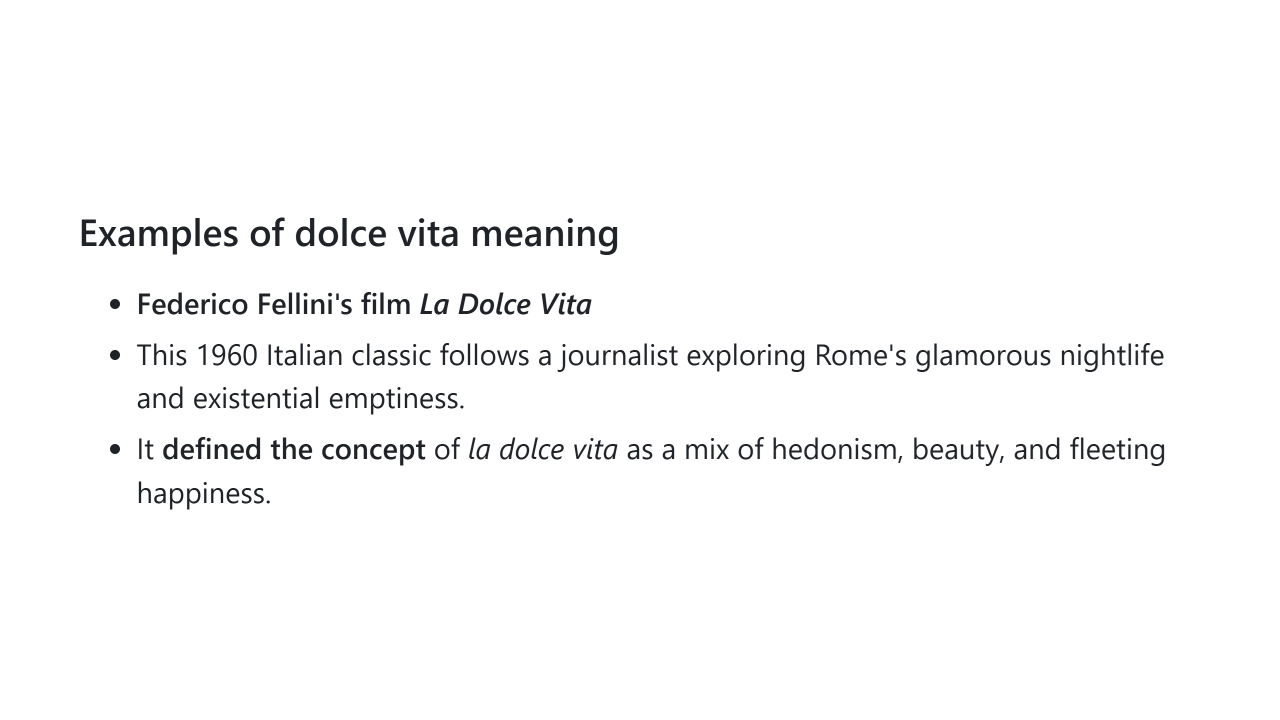 Examples of dolce vita meaning
Federico Fellini's film La Dolce Vita
This 1960 Italian classic follows a journalist exploring Rome's glamorous nightlife
and existential emptiness.
It defined the concept of la dolce vita as a mix of hedonism, beauty, and fleeting
happiness.